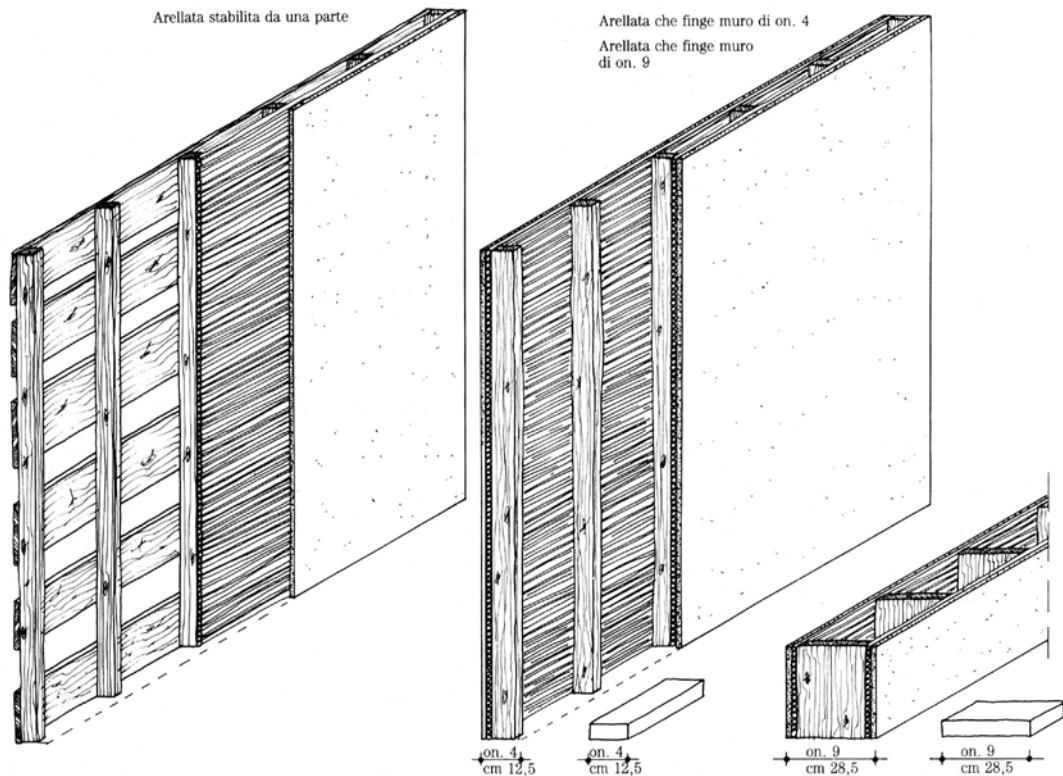 Arellata stabilita da una parte
Arellata che finge muro di on. 4
Arellata che finge muro
di on. 9
on. 4
cm 12,5
on. 4
cm 12,5
on. 9
cm 28,5
on. 9
cm 28,5